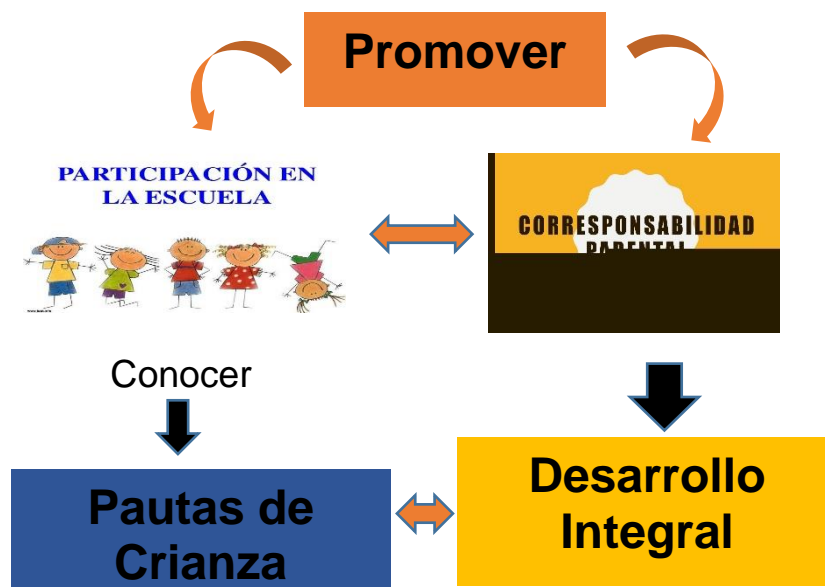 Promover
PARTICIPACIÓN EN
LA ESCUELA
CORRESPONSABILIDAD
PARENTAL
Conocer
Pautas de
Crianza
Desarrollo
Integral